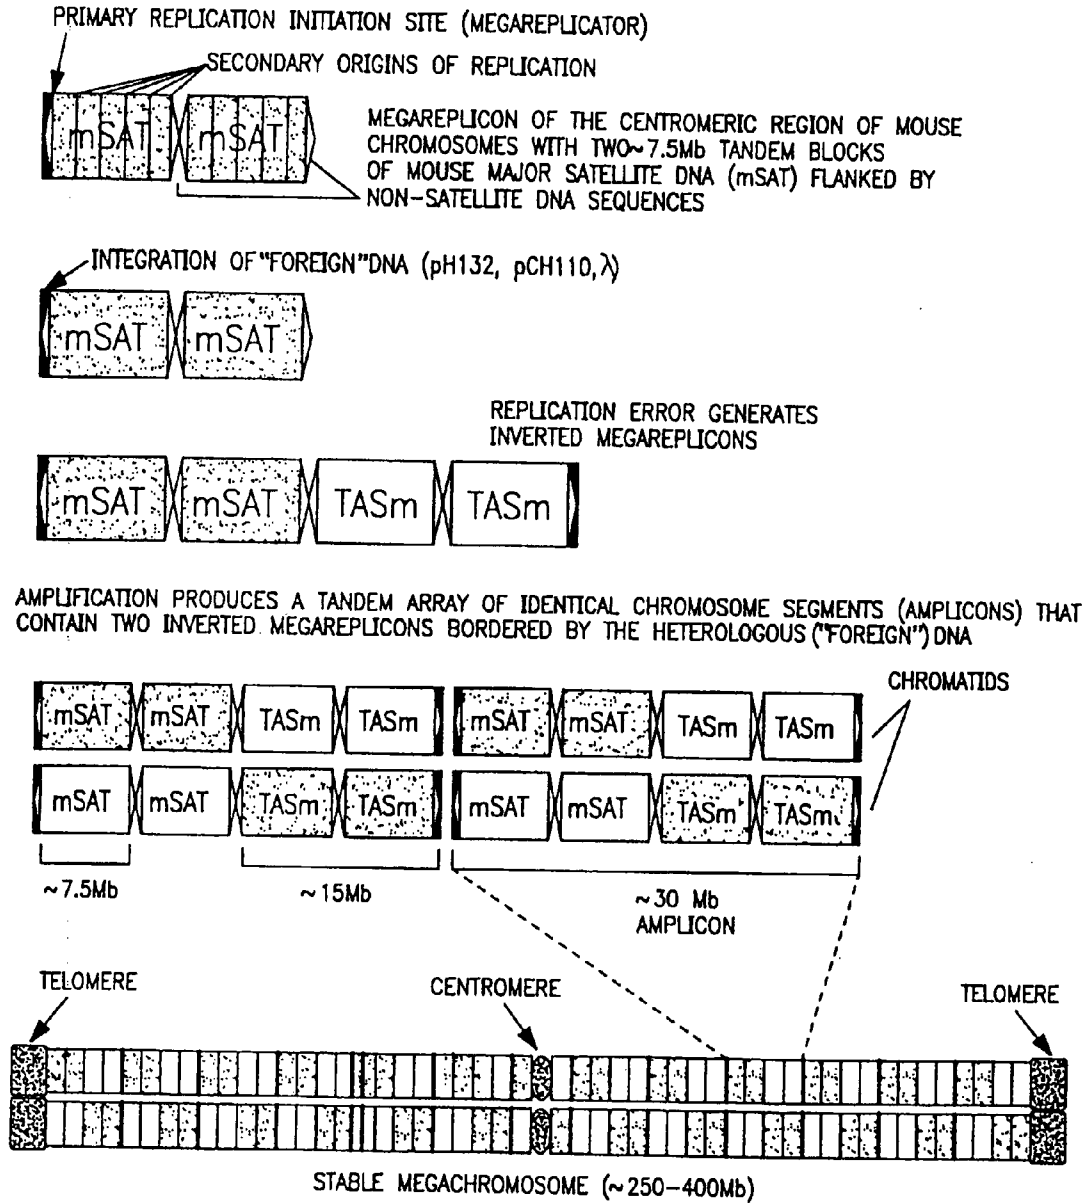 PRIMARY REPLICATION INITIATION SITE (MEGAREPLICATOR)
SECONDARY ORIGINS OF REPLICATION
mSAT mSAT
MEGAREPLICON OF THE CENTROMERIC REGION OF MOUSE
CHROMOSOMES WITH TWO~7.5Mb TANDEM BLOCKS
OF MOUSE MAJOR SATELLITE DNA (mSAT) FLANKED BY
NON-SATELLITE DNA SEQUENCES
INTEGRATION OF "FOREIGN" DNA (pH132, pCH110,λ)
mSAT mSAT
REPLICATION ERROR GENERATES
INVERTED MEGAREPLICONS
mSAT mSAT TASm TASm
AMPLIFICATION PRODUCES A TANDEM ARRAY OF IDENTICAL CHROMOSOME SEGMENTS (AMPLICONS) THAT
CONTAIN TWO INVERTED MEGAREPLICONS BORDERED BY THE HETEROLOGOUS ("FOREIGN") DNA
CHROMATIDS
mSAT mSAT TASm TASm mSAT mSAT TASm TASm
mSAT mSAT TASm TASm mSAT mSAT TASm TASm
~7.5Mb ~15Mb ~30 Mb
AMPLICON
TELOMERE CENTROMERE TELOMERE
STABLE MEGACHROMOSOME (~250-400Mb)